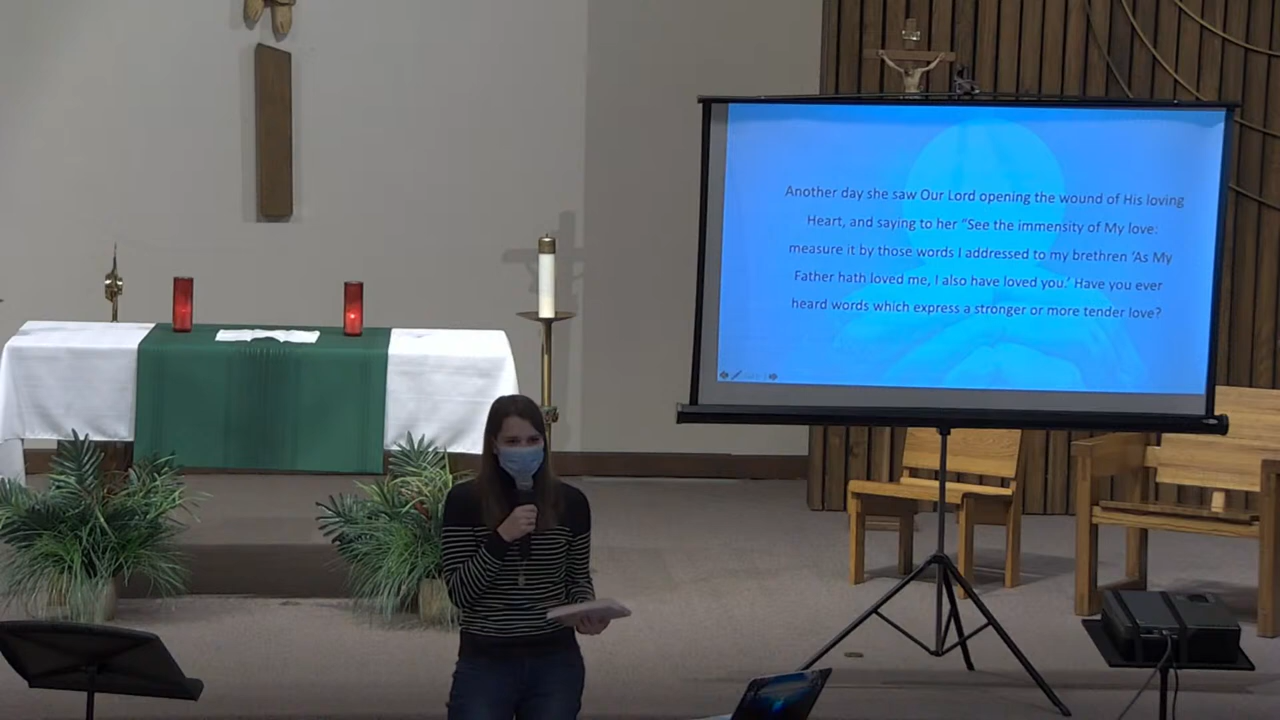 Another day she saw Our Lord opening the wound of His loving
Heart, and saying to her "See the immensity of My love:
measure it by those words I addressed to my brethren 'As My
Father hath loved me, I also have loved you.' Have you ever
heard words which express a stronger or more tender love?